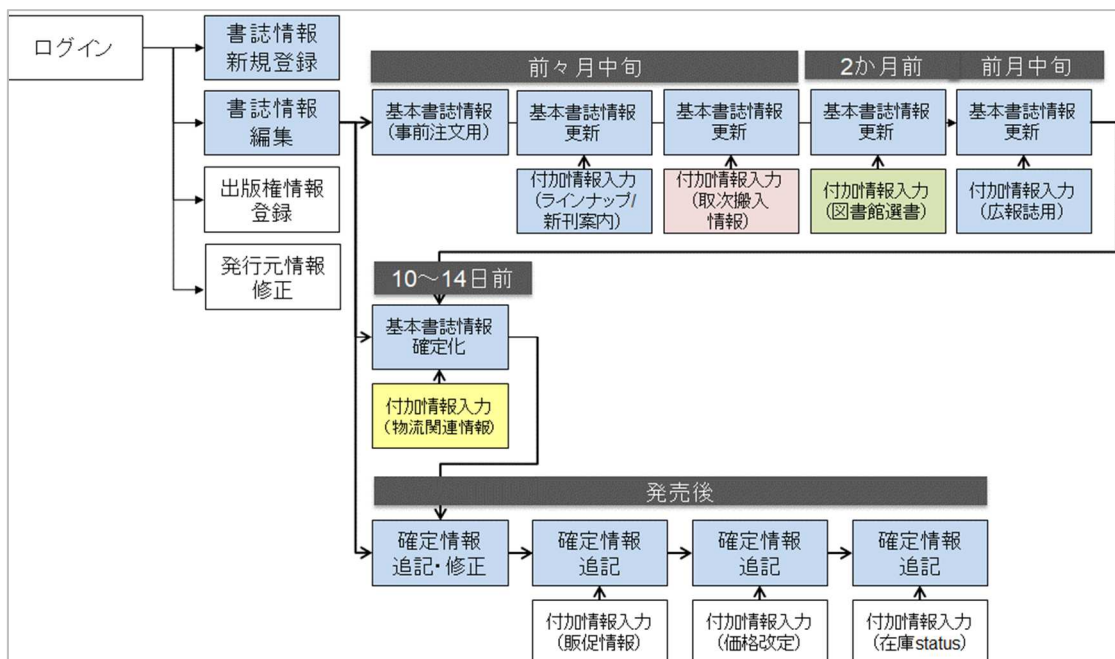 ログイン
書誌情報
新規登録
書誌情報
編集
出版権情報
登録
発行元情報
修正
前々月中旬
2か月前
前月中旬
基本書誌情報
(事前注文用)
基本書誌情報
更新
基本書誌情報
更新
基本書誌情報
更新
基本書誌情報
更新
付加情報入力
(ラインナップ/
新刊案内)
付加情報入力
(取次搬入
情報)
付加情報入力
(図書館選書)
付加情報入力
(広報誌用)
10～14日前
基本書誌情報
確定化
付加情報入力
(物流関連情報)
発売後
確定情報
追記・修正
確定情報
追記
確定情報
追記
確定情報
追記
付加情報入力
(販促情報)
付加情報入力
(価格改定)
付加情報入力
(在庫status)